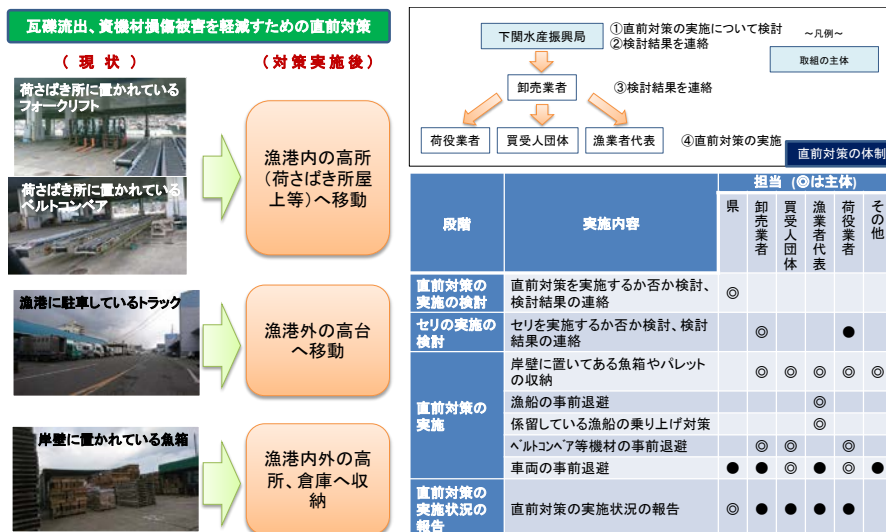 瓦礫流出、資機材損傷被害を軽減すための直前対策
(現状)
(対策実施後)
荷さばき所に置かれている
フォークリフト
荷さばき所に置かれている
ベルトコンベア
漁港内の高所
(荷さばき所屋
上等)へ移動
漁港に駐車しているトラック
漁港外の高台
へ移動
岸壁に置かれている魚箱
漁港内外の高
所、倉庫へ収
納
下関水産振興局
①直前対策の実施について検討
②検討結果を連絡
~凡例~
取組の主体
卸売業者
③検討結果を連絡
荷役業者
買受人団体
漁業者代表
④直前対策の実施
直前対策の体制
段階
実施内容
担当 (◎は主体)
県
卸売業者
買受人団体
漁業者代表
荷役業者
その他
直前対策の
実施の検討
直前対策を実施するか否か検討、
検討結果の連絡
◎
セリの実施の
検討
セリを実施するか否か検討、検討
結果の連絡
◎ ●
直前対策の
実施
岸壁に置いてある魚箱やパレット
の収納
◎ ◎ ◎ ◎ ◎
漁船の事前退避
◎
係留している漁船の乗り上げ対策
◎
ベルトコンベア等機材の事前退避
◎ ◎ ◎
車両の事前退避
● ● ◎ ● ◎ ●
直前対策の
実施状況の
報告
直前対策の実施状況の報告
◎ ● ● ● ●